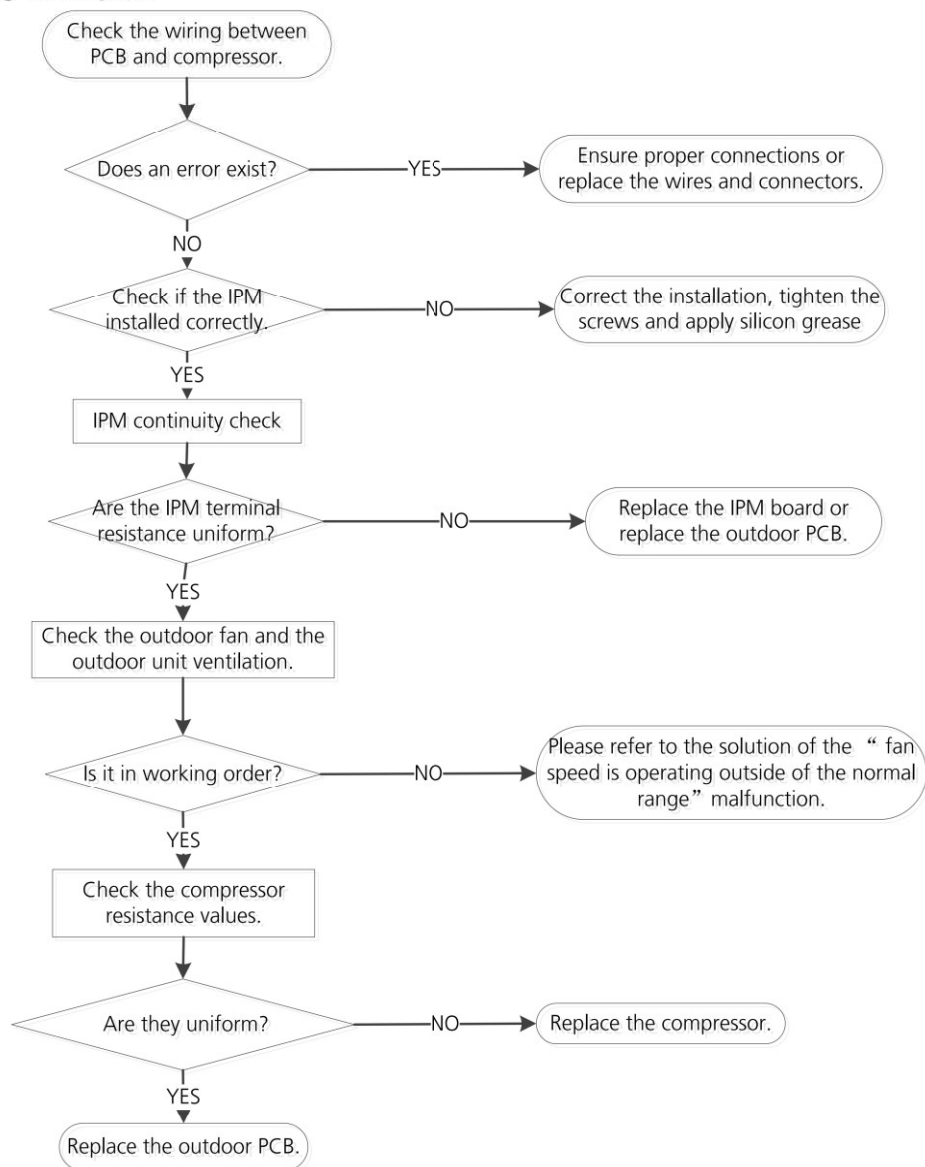 Check the wiring between
PCB and compressor.
Does an error exist?
YES
Ensure proper connections or
replace the wires and connectors.
NO
Check if the IPM
installed correctly.
NO
Correct the installation, tighten the
screws and apply silicon grease
YES
IPM continuity check
Are the IPM terminal
resistance uniform?
NO
Replace the IPM board or
replace the outdoor PCB.
YES
Check the outdoor fan and the
outdoor unit ventilation.
Is it in working order?
NO
Please refer to the solution of the “ fan
speed is operating outside of the normal
range” malfunction.
YES
Check the compressor
resistance values.
Are they uniform?
NO
Replace the compressor.
YES
Replace the outdoor PCB.